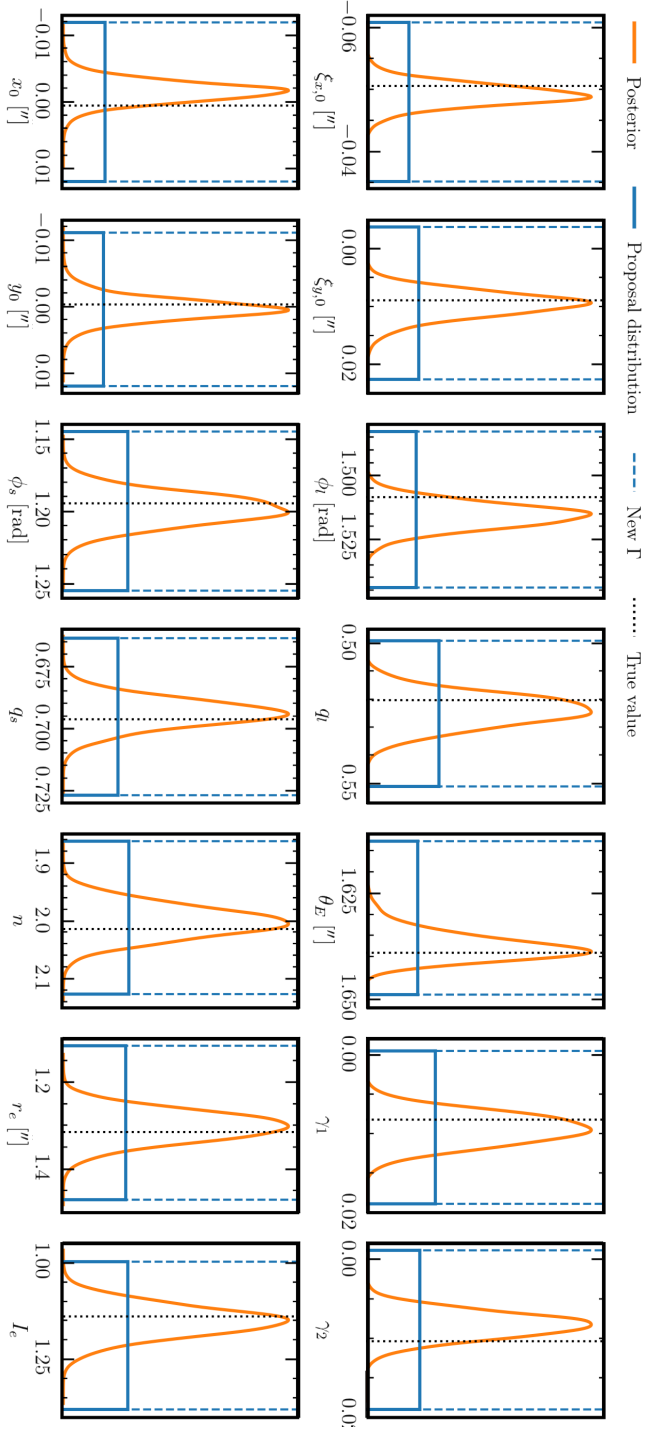 Posterior Proposal distribution New Γ True value
−0.06 −0.04 0.00 0.02 1.500 1.525 0.50 0.55 1.625 1.650 0.00 0.02 0.00
ξx,0 [″] ξy,0 [″] ϕl [rad] ql θE [″] γ1 γ2
−0.01 0.00 0.01 −0.01 0.00 0.01 1.15 1.20 1.25 0.675 0.700 0.725 1.9 2.0 2.1 1.2 1.4 1.00 1.25
x0 [″] y0 [″] ϕs [rad] qs n re [″] Ie